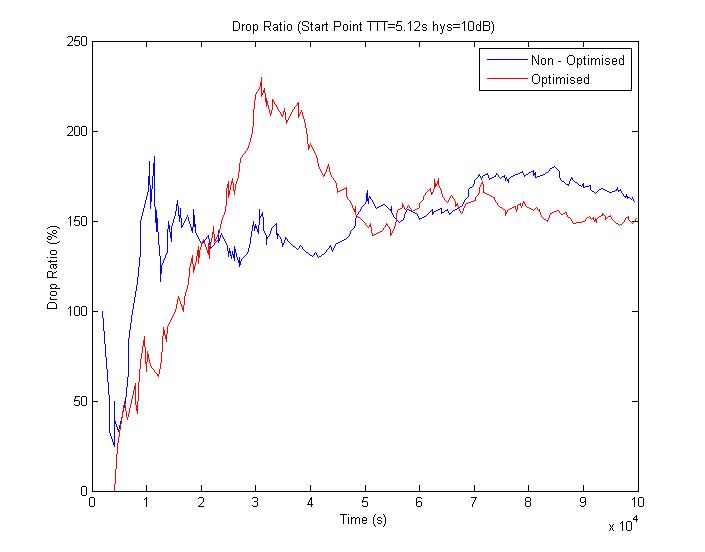 Drop Ratio (Start Point TTT=5.12s hys=10dB)
250
200
150
100
50
0
Drop Ratio (%)
Non - Optimised
Optimised
0 1 2 3 4 5 6 7 8 9 10
Time (s)
x 10^4